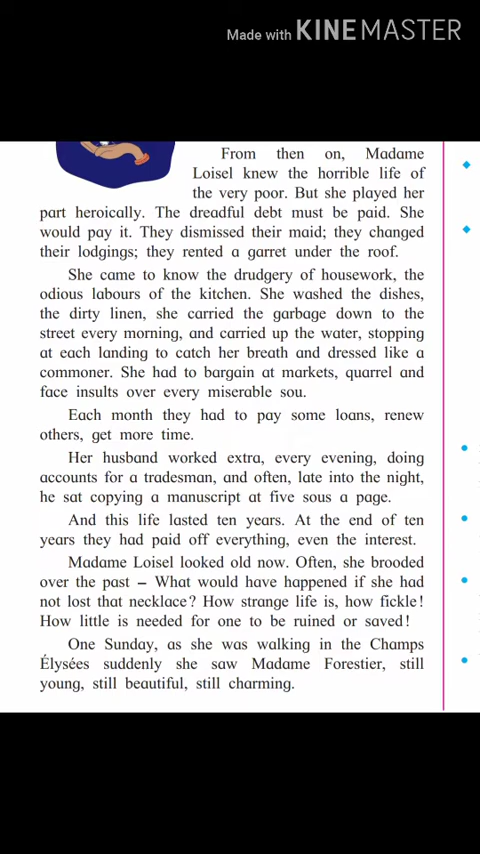 Made with KINEMASTER
From then on, Madame
Loisel knew the horrible life of
the very poor. But she played her
part heroically. The dreadful debt must be paid. She
would pay it. They dismissed their maid; they changed
their lodgings; they rented a garret under the roof.
She came to know the drudgery of housework, the
odious labours of the kitchen. She washed the dishes,
the dirty linen, she carried the garbage down to the
street every morning, and carried up the water, stopping
at each landing to catch her breath and dressed like a
commoner. She had to bargain at markets, quarrel and
face insults over every miserable sou.
Each month they had to pay some loans, renew
others, get more time.
Her husband worked extra, every evening, doing
accounts for a tradesman, and often, late into the night,
he sat copying a manuscript at five sous a page.
And this life lasted ten years. At the end of ten
years they had paid off everything, even the interest.
Madame Loisel looked old now. Often, she brooded
over the past – What would have happened if she had
not lost that necklace? How strange life is, how fickle!
How little is needed for one to be ruined or saved!
One Sunday, as she was walking in the Champs
Élysées suddenly she saw Madame Forestier, still
young, still beautiful, still charming.